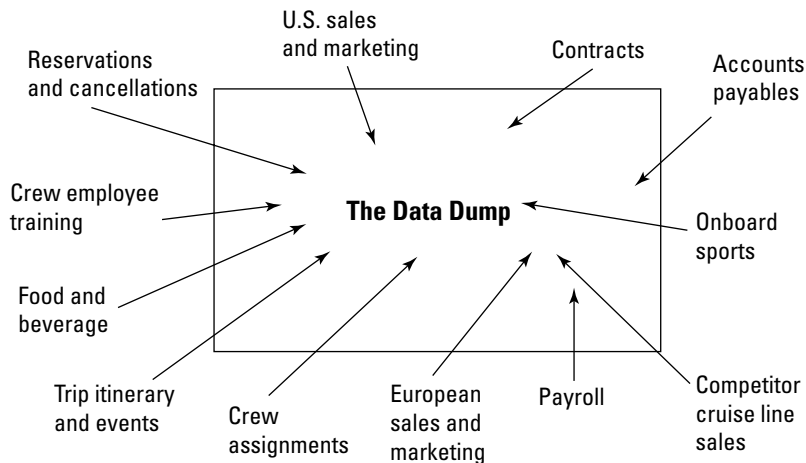 U.S. sales
and marketing
Contracts
Reservations
and cancellations
Accounts
payables
Crew employee
training
The Data Dump
Onboard
sports
Food and
beverage
Trip itinerary
and events
Crew
assignments
European
sales and
marketing
Payroll
Competitor
cruise line
sales